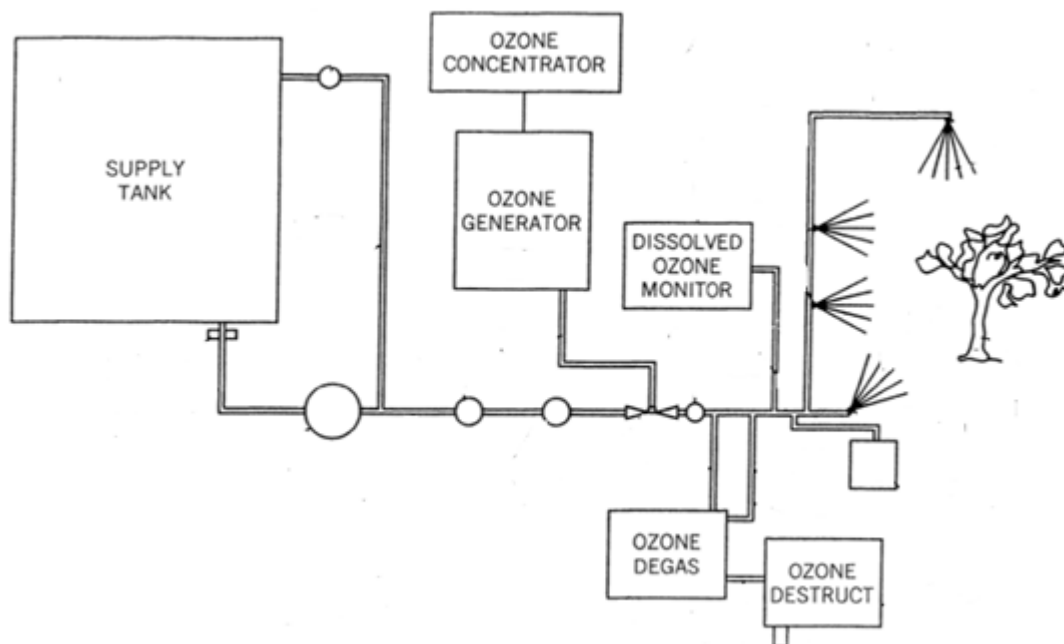 OZONE
CONCENTRATOR
SUPPLY
TANK
OZONE
GENERATOR
DISSOLVED
OZONE
MONITOR
OZONE
DEGAS
OZONE
DESTRUCT